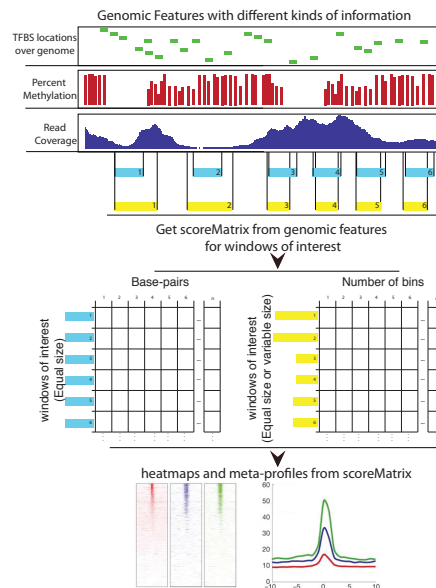 Genomic Features with different kinds of information
TFBS locations
over genome
Percent
Methylation
Read
Coverage
1 2 3 4 5 6
1 2 3 4 5 6
Get scoreMatrix from genomic features
for windows of interest
Base-pairs
1 2 3 4 5 6 ... n
windows of interest
(Equal size)
1
2
3
4
5
6
Number of bins
1 2 3 4 5 6
windows of interest
(Equal size or variable size)
1
2
3
4
5
6
heatmaps and meta-profiles from scoreMatrix
60
50
40
30
20
10
0
-10 -5 0 5 10